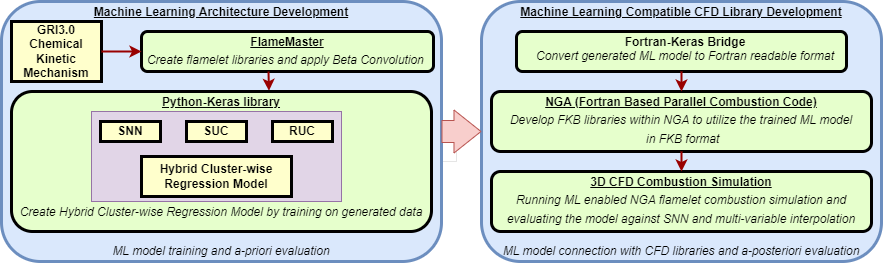 Machine Learning Architecture Development
GRI3.0
Chemical
Kinetic
Mechanism
FlameMaster
Create flamelet libraries and apply Beta Convolution
Python-Keras library
SNN
SUC
RUC
Hybrid Cluster-wise
Regression Model
Create Hybrid Cluster-wise Regression Model by training on generated data
ML model training and a-priori evaluation
Machine Learning Compatible CFD Library Development
Fortran-Keras Bridge
Convert generated ML model to Fortran readable format
NGA (Fortran Based Parallel Combustion Code)
Develop FKB libraries within NGA to utilize the trained ML model
in FKB format
3D CFD Combustion Simulation
Running ML enabled NGA flamelet combustion simulation and
evaluating the model against SNN and multi-variable interpolation
ML model connection with CFD libraries and a-posteriori evaluation